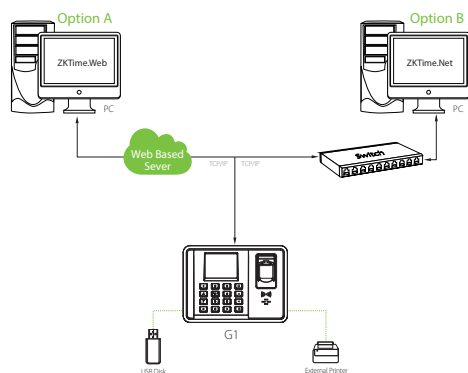 Option A
Option B
ZKTime.Web
ZKTime.Net
PC
PC
Web Based
Sever
TCP/IP
TCP/IP
Switch
G1
USB Disk
External Printer